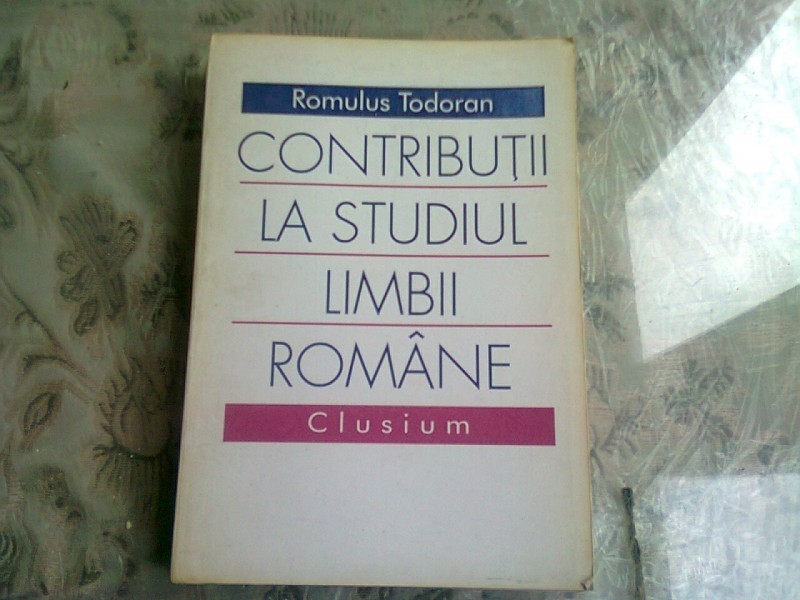 Romulus Todoran
CONTRIBUŢII
LA STUDIUL
LIMBII
ROMÂNE
Clusium